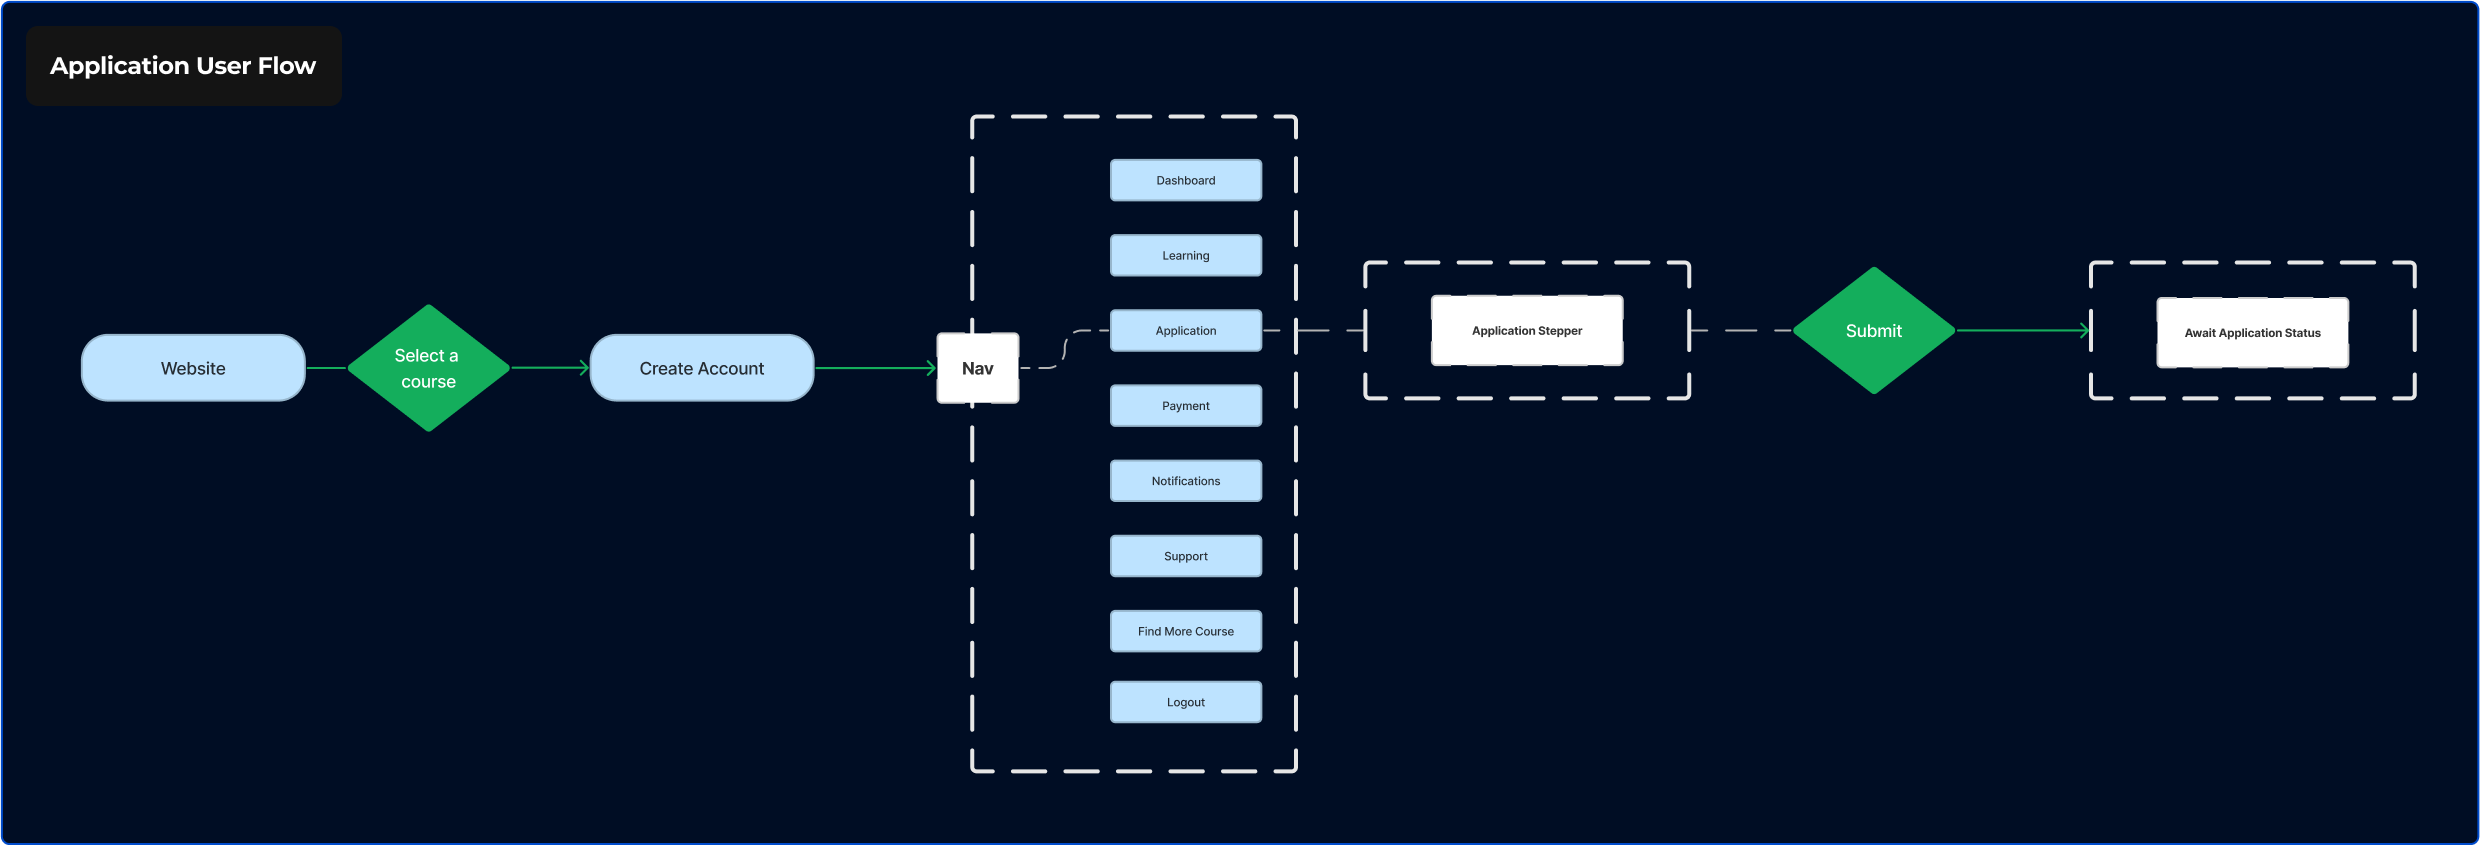 Application User Flow
Website
Select a
course
Create Account
Nav
Dashboard
Learning
Application
Payment
Notifications
Support
Find More Course
Logout
Application Stepper
Submit
Await Application Status